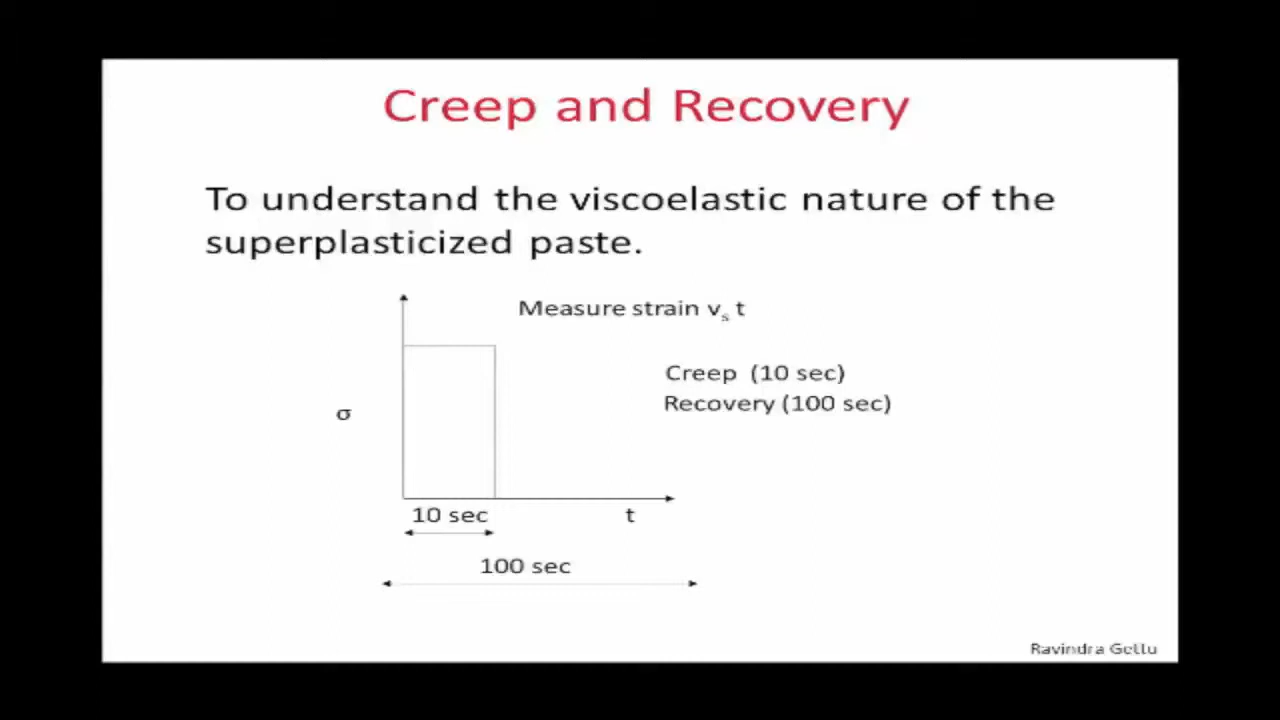 Creep and Recovery
To understand the viscoelastic nature of the
superplasticized paste.
Measure strain vs t
Creep (10 sec)
Recovery (100 sec)
σ
10 sec
t
100 sec
Ravindra Gettu